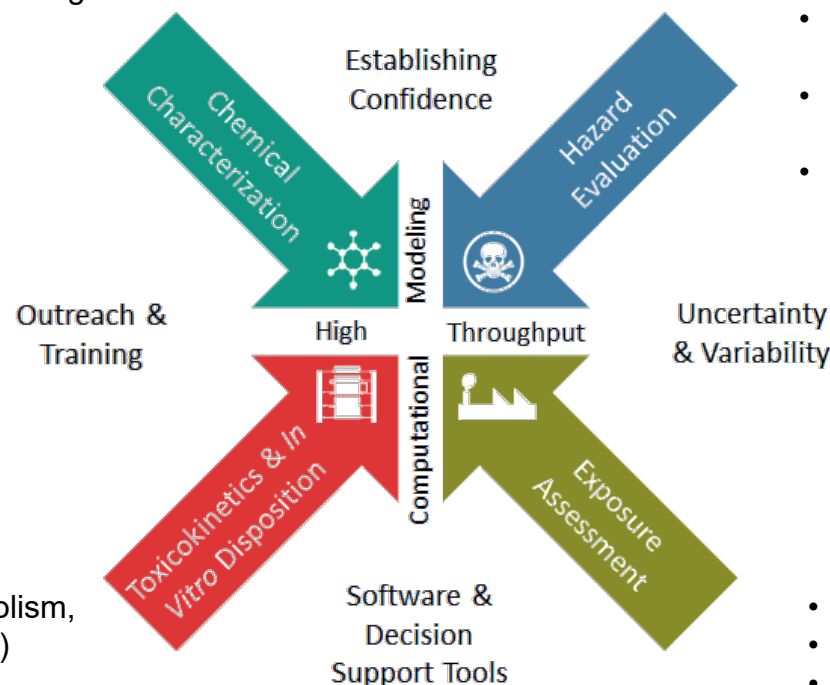 Establishing
Confidence
Chemical
Characterization
Hazard
Evaluation
Modeling
Outreach &
Training
High
Throughput
Uncertainty
& Variability
Computational
Toxicokinetics & In
Vitro Disposition
Exposure
Assessment
olism,
)
Software &
Decision
Support Tools